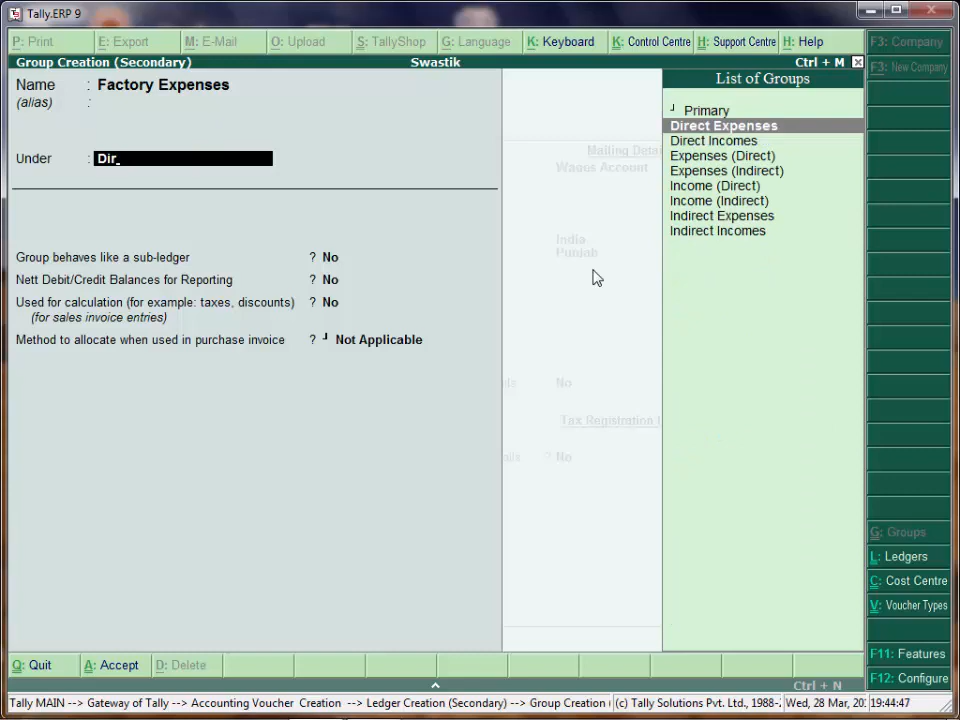 Tally.ERP 9
P: Print E: Export M: E-Mail O: Upload S: TallyShop G: Language K: Keyboard K: Control Centre H: Support Centre H: Help F3: Company
Group Creation (Secondary) Swastik Ctrl + M
F3: New Company
Name : Factory Expenses
(alias) :
Under : Dir_
List of Groups
Primary
Direct Expenses
Direct Incomes
Expenses (Direct)
Expenses (Indirect)
Income (Direct)
Income (Indirect)
Indirect Expenses
Indirect Incomes
Mailing Detai
Wages Account
India
Punjab
Group behaves like a sub-ledger ? No
Nett Debit/Credit Balances for Reporting ? No
Used for calculation (for example: taxes, discounts) ? No
(for sales invoice entries)
Method to allocate when used in purchase invoice ? Not Applicable
No
Tax Registration
ails ? No
G: Groups
L: Ledgers
C: Cost Centre
V: Voucher Types
F11: Features
F12: Configure
Q: Quit A: Accept D: Delete
Ctrl + N
Tally MAIN --> Gateway of Tally --> Accounting Voucher Creation --> Ledger Creation (Secondary) --> Group Creation ( (c) Tally Solutions Pvt. Ltd., 1988- Wed, 28 Mar, 20 19:44:47